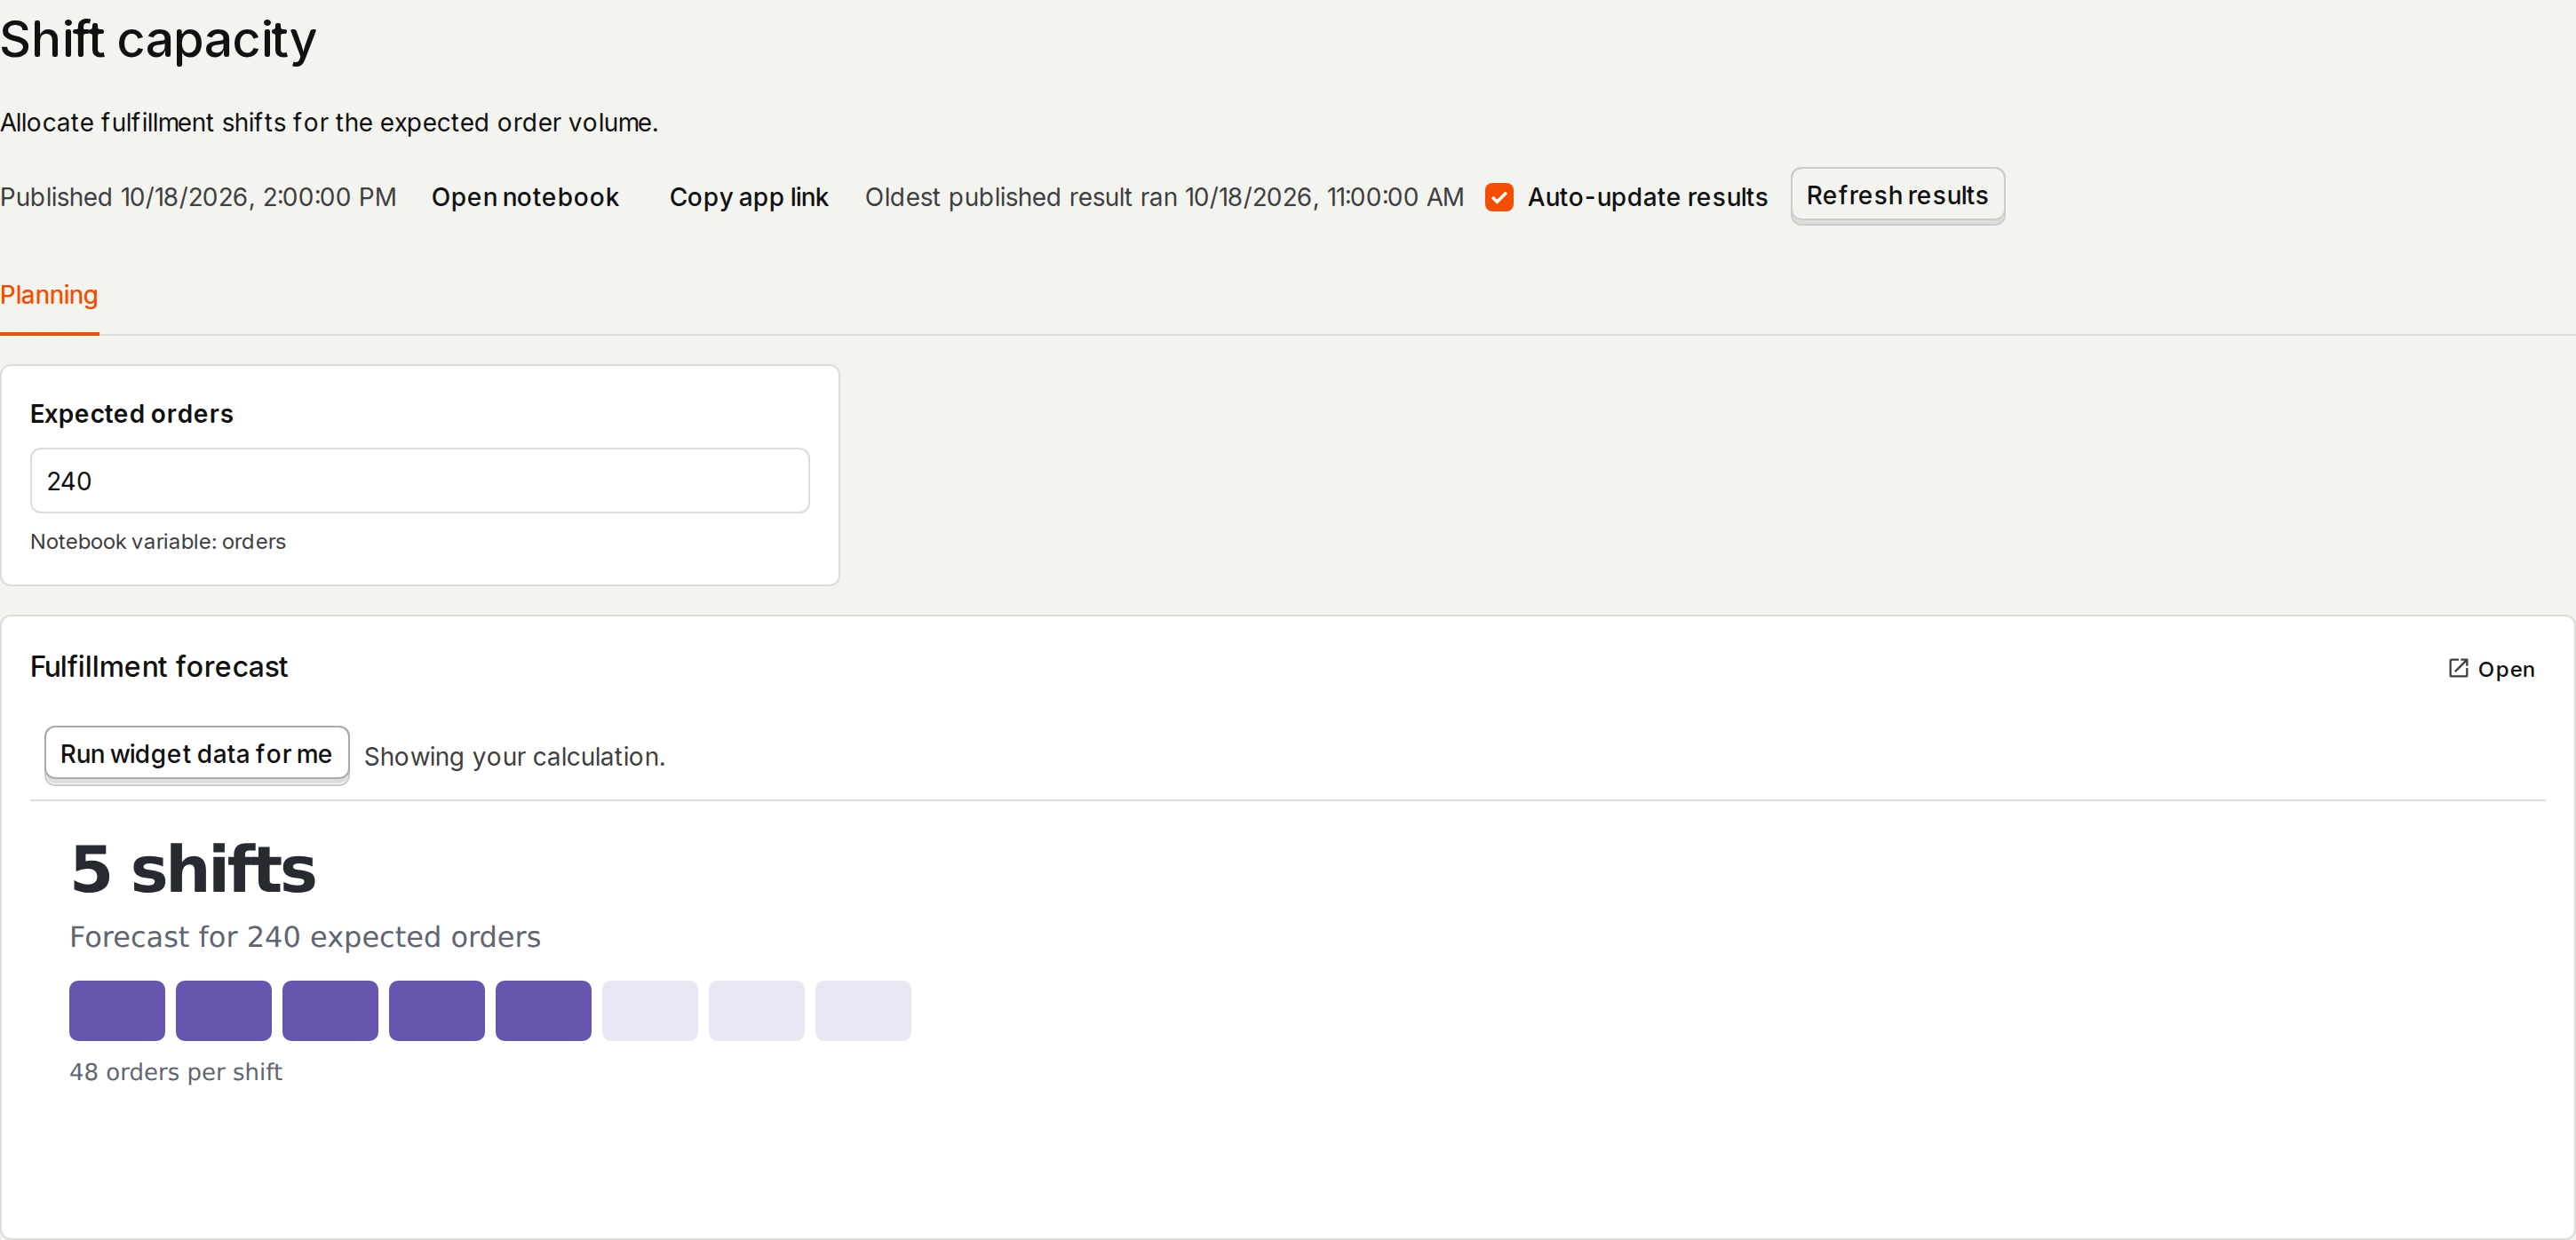 Shift capacity
Allocate fulfillment shifts for the expected order volume.
Published 10/18/2026, 2:00:00 PM Open notebook Copy app link Oldest published result ran 10/18/2026, 11:00:00 AM Auto-update results Refresh results
Planning
Expected orders
240
Notebook variable: orders
Fulfillment forecast
Open
Run widget data for me Showing your calculation.
5 shifts
Forecast for 240 expected orders
48 orders per shift